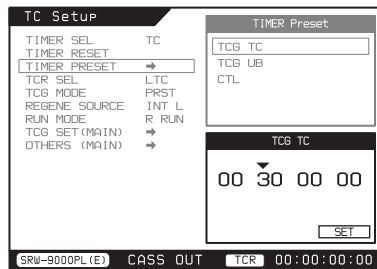 TC Setup
TIMER SEL TC
TIMER RESET
TIMER PRESET ➡
TCR SEL LTC
TCG MODE PRST
REGENE SOURCE INT L
RUN MODE R RUN
TCG SET(MAIN) ➡
OTHERS (MAIN) ➡
TIMER Preset
TCG TC
TCG UB
CTL
TCG TC
00 30 00 00
SET
SRW-9000PL(E) CASS OUT TCR 00:00:00:00